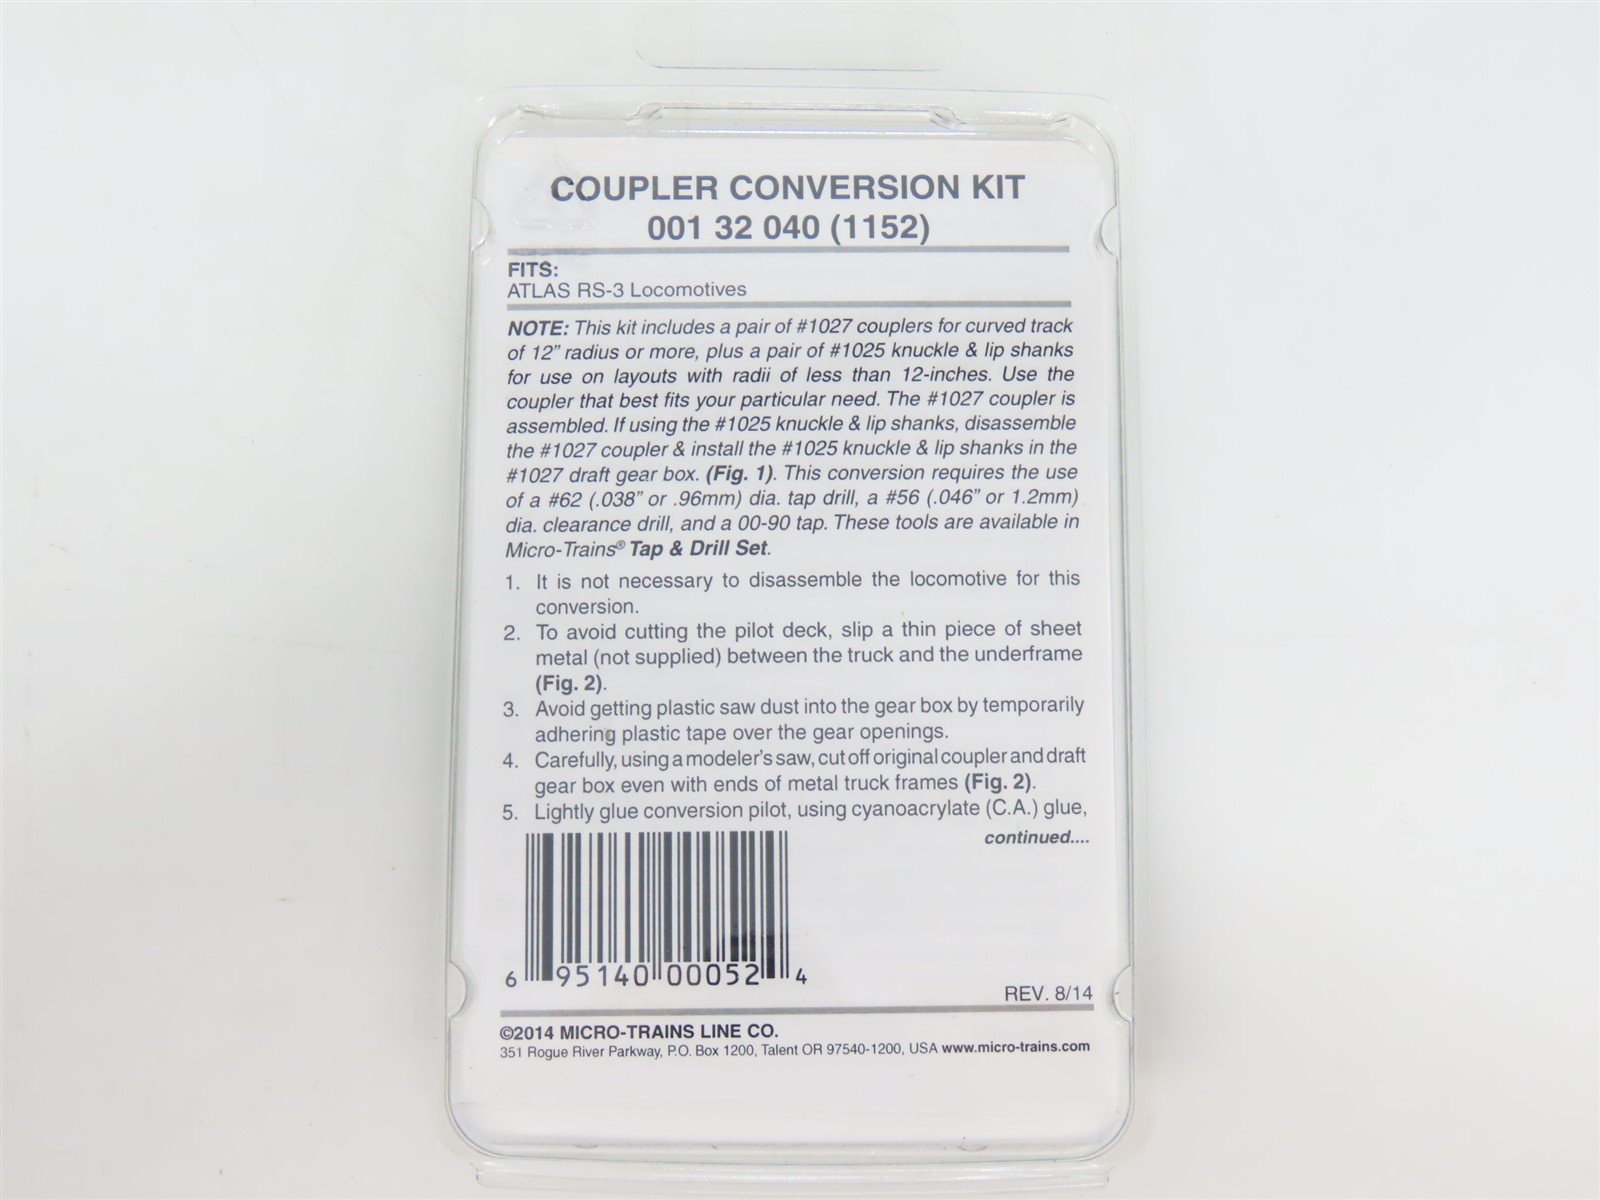 COUPLER CONVERSION KIT
001 32 040 (1152)
FITS:
ATLAS RS-3 Locomotives
NOTE: This kit includes a pair of #1027 couplers for curved track
of 12” radius or more, plus a pair of #1025 knuckle & lip shanks
for use on layouts with radii of less than 12-inches. Use the
coupler that best fits your particular need. The #1027 coupler is
assembled. If using the #1025 knuckle & lip shanks, disassemble
the #1027 coupler & install the #1025 knuckle & lip shanks in the
#1027 draft gear box. (Fig. 1). This conversion requires the use
of a #62 (.038” or .96mm) dia. tap drill, a #56 (.046” or 1.2mm)
dia. clearance drill, and a 00-90 tap. These tools are available in
Micro-Trains® Tap & Drill Set.
1. It is not necessary to disassemble the locomotive for this
conversion.
2. To avoid cutting the pilot deck, slip a thin piece of sheet
metal (not supplied) between the truck and the underframe
(Fig. 2).
3. Avoid getting plastic saw dust into the gear box by temporarily
adhering plastic tape over the gear openings.
4. Carefully, using a modeler's saw, cut off original coupler and draft
gear box even with ends of metal truck frames (Fig. 2).
5. Lightly glue conversion pilot, using cyanoacrylate (C.A.) glue,
continued....
6 95140 00052 4
REV. 8/14
©2014 MICRO-TRAINS LINE CO.
351 Rogue River Parkway, P.O. Box 1200, Talent OR 97540-1200, USA www.micro-trains.com